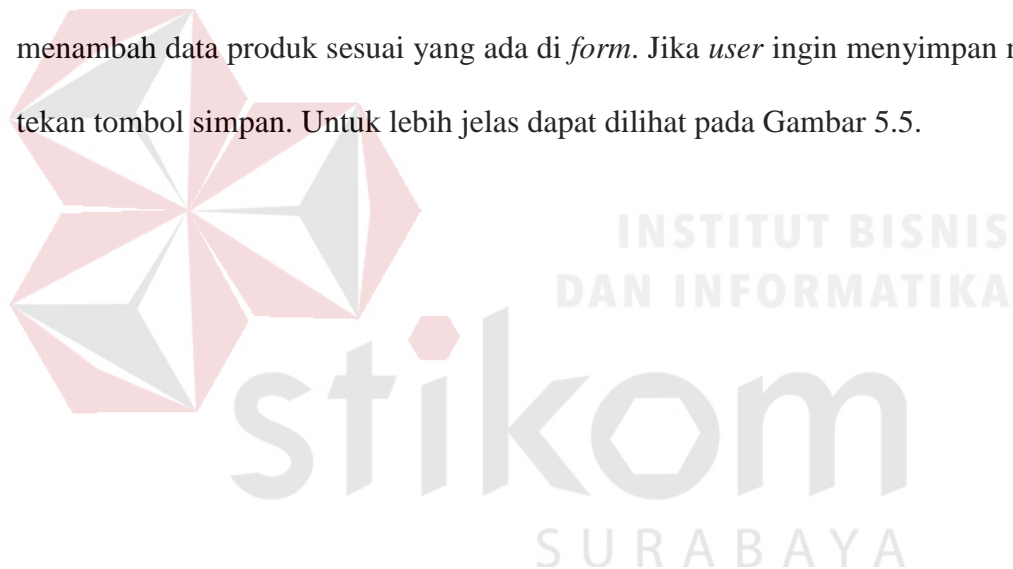 menambah data produk sesuai yang ada di form. Jika user ingin menyimpan
tekan tombol simpan. Untuk lebih jelas dapat dilihat pada Gambar 5.5.
INSTITUT BISNIS
DAN INFORMATIKA
stikom
SURABAYA